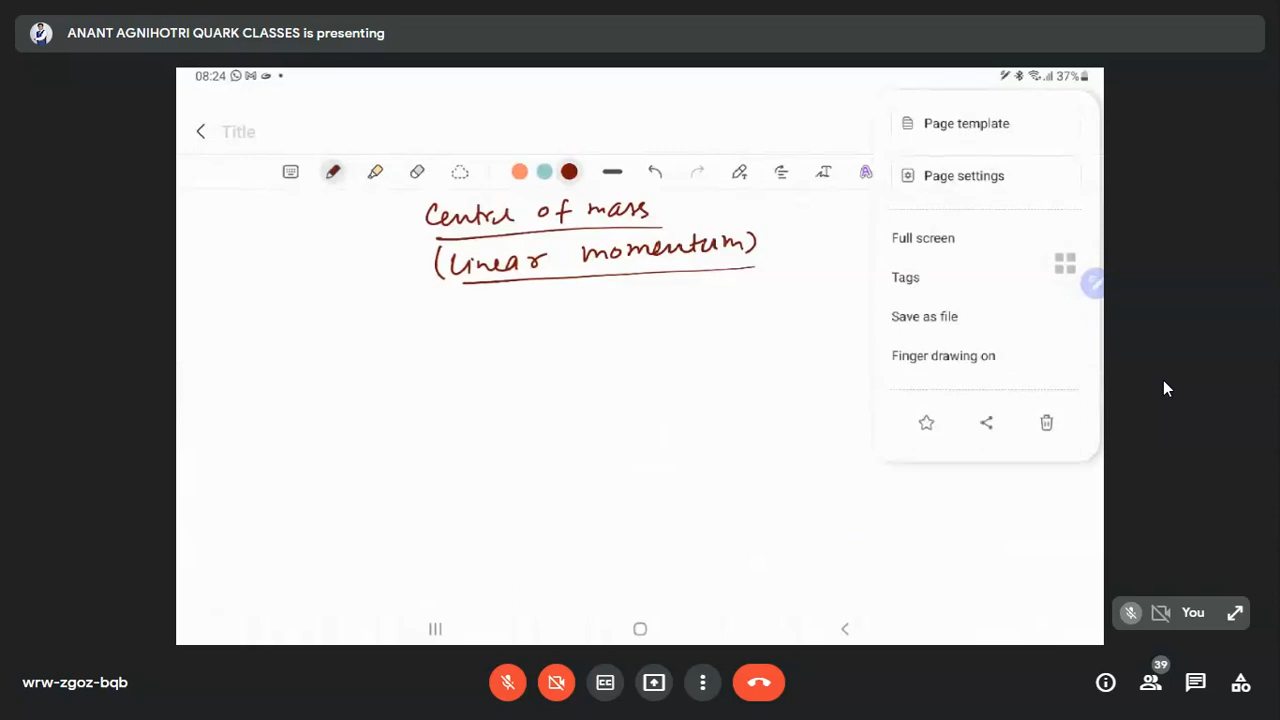 ANANT AGNIHOTRI QUARK CLASSES is presenting
08:24
37%
Title
Page template
Page settings
Full screen
Tags
Save as file
Finger drawing on
Centre of mass
(Linear momentum)
You
wrw-zgoz-bqb
CC
39